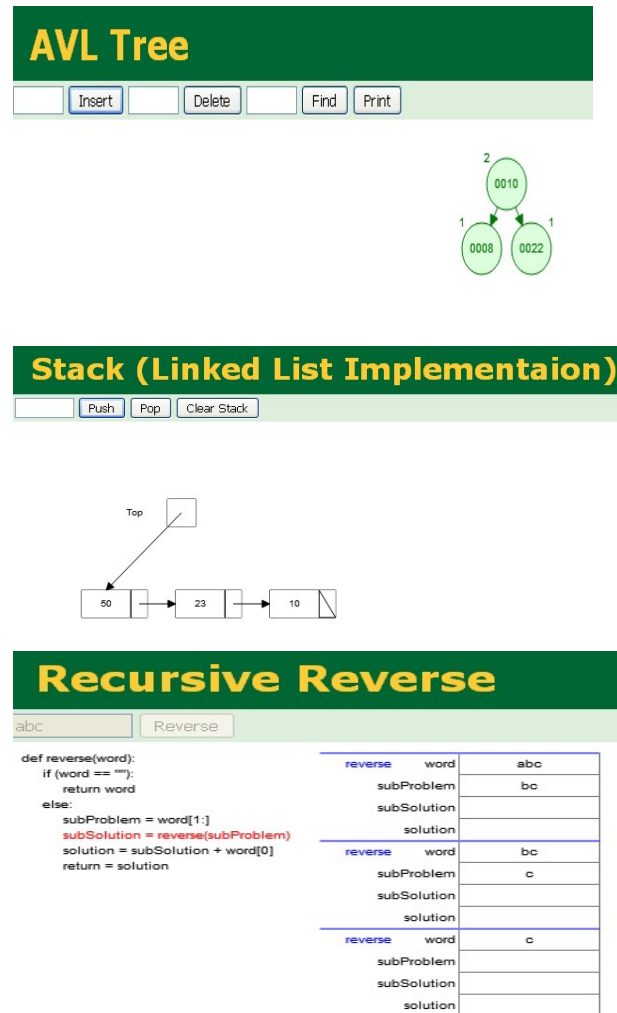 AVL Tree
Insert Delete Find Print
2
0010
1 1
0008 0022
Stack (Linked List Implementaion)
Push Pop Clear Stack
Top
50 23 10
Recursive Reverse
abc Reverse
def reverse(word):
if (word == ""):
return word
else:
subProblem = word[1:]
subSolution = reverse(subProblem)
solution = subSolution + word[0]
return = solution
reverse word abc
subProblem bc
subSolution
solution
reverse word bc
subProblem c
subSolution
solution
reverse word c
subProblem
subSolution
solution